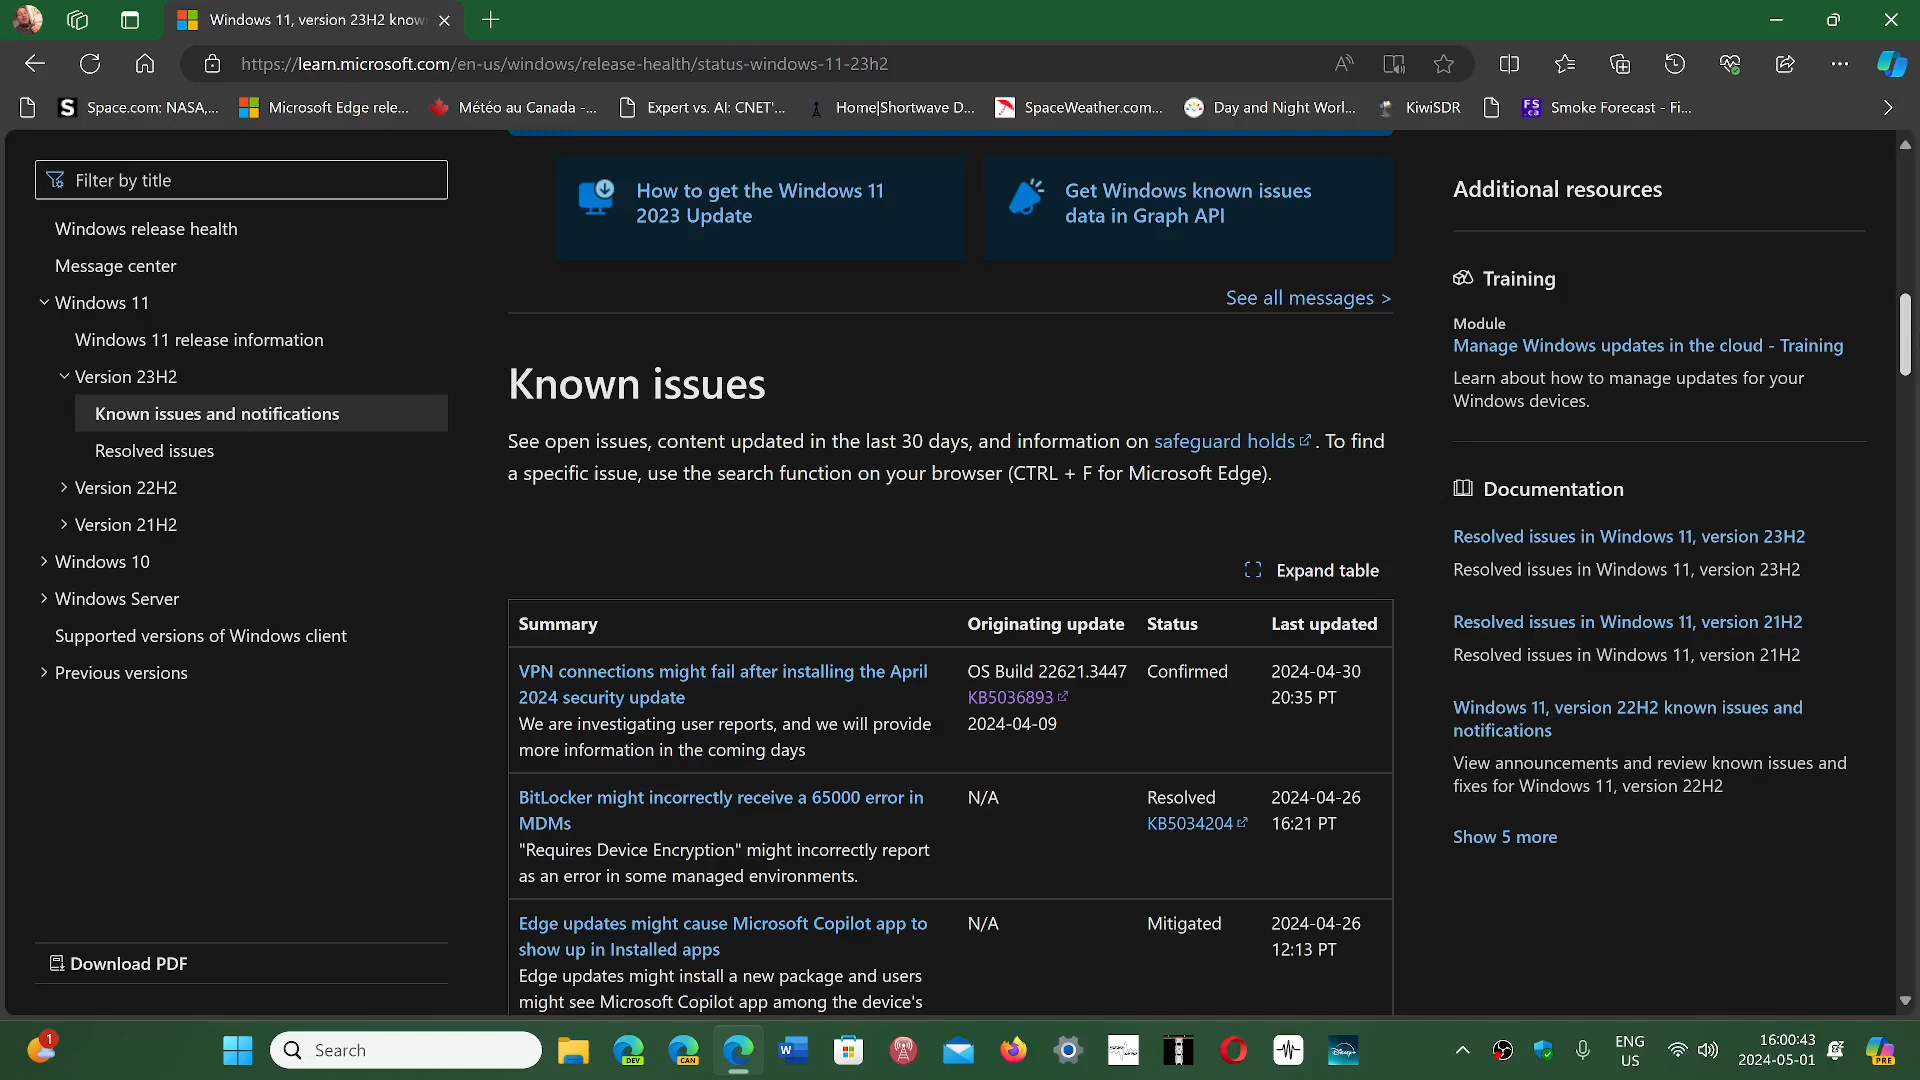 Windows 11, version 23H2 know
https://learn.microsoft.com/en-us/windows/release-health/status-windows-11-23h2
S Space.com: NASA,...
Microsoft Edge rele...
Météo au Canada -...
Expert vs. AI: CNET'...
Home|Shortwave D...
SpaceWeather.com...
Day and Night Worl...
KiwiSDR
FS.ca Smoke Forecast - Fi...
Filter by title
Windows release health
Message center
Windows 11
Windows 11 release information
Version 23H2
Known issues and notifications
Resolved issues
Version 22H2
Version 21H2
Windows 10
Windows Server
Supported versions of Windows client
Previous versions
Download PDF
How to get the Windows 11
2023 Update
Get Windows known issues
data in Graph API
See all messages >
Known issues
See open issues, content updated in the last 30 days, and information on safeguard holds. To find
a specific issue, use the search function on your browser (CTRL + F for Microsoft Edge).
Expand table
Summary Originating update Status Last updated
VPN connections might fail after installing the April
2024 security update
We are investigating user reports, and we will provide
more information in the coming days
OS Build 22621.3447
KB5036893
2024-04-09
Confirmed
2024-04-30
20:35 PT
BitLocker might incorrectly receive a 65000 error in
MDMs
"Requires Device Encryption" might incorrectly report
as an error in some managed environments.
N/A
Resolved
KB5034204
2024-04-26
16:21 PT
Edge updates might cause Microsoft Copilot app to
show up in Installed apps
Edge updates might install a new package and users
might see Microsoft Copilot app among the device's
N/A
Mitigated
2024-04-26
12:13 PT
Additional resources
Training
Module
Manage Windows updates in the cloud - Training
Learn about how to manage updates for your
Windows devices.
Documentation
Resolved issues in Windows 11, version 23H2
Resolved issues in Windows 11, version 23H2
Resolved issues in Windows 11, version 21H2
Resolved issues in Windows 11, version 21H2
Windows 11, version 22H2 known issues and
notifications
View announcements and review known issues and
fixes for Windows 11, version 22H2
Show 5 more
1
Search
DEV
CAN
W
Disney+
ENG
US
16:00:43
2024-05-01
PRE